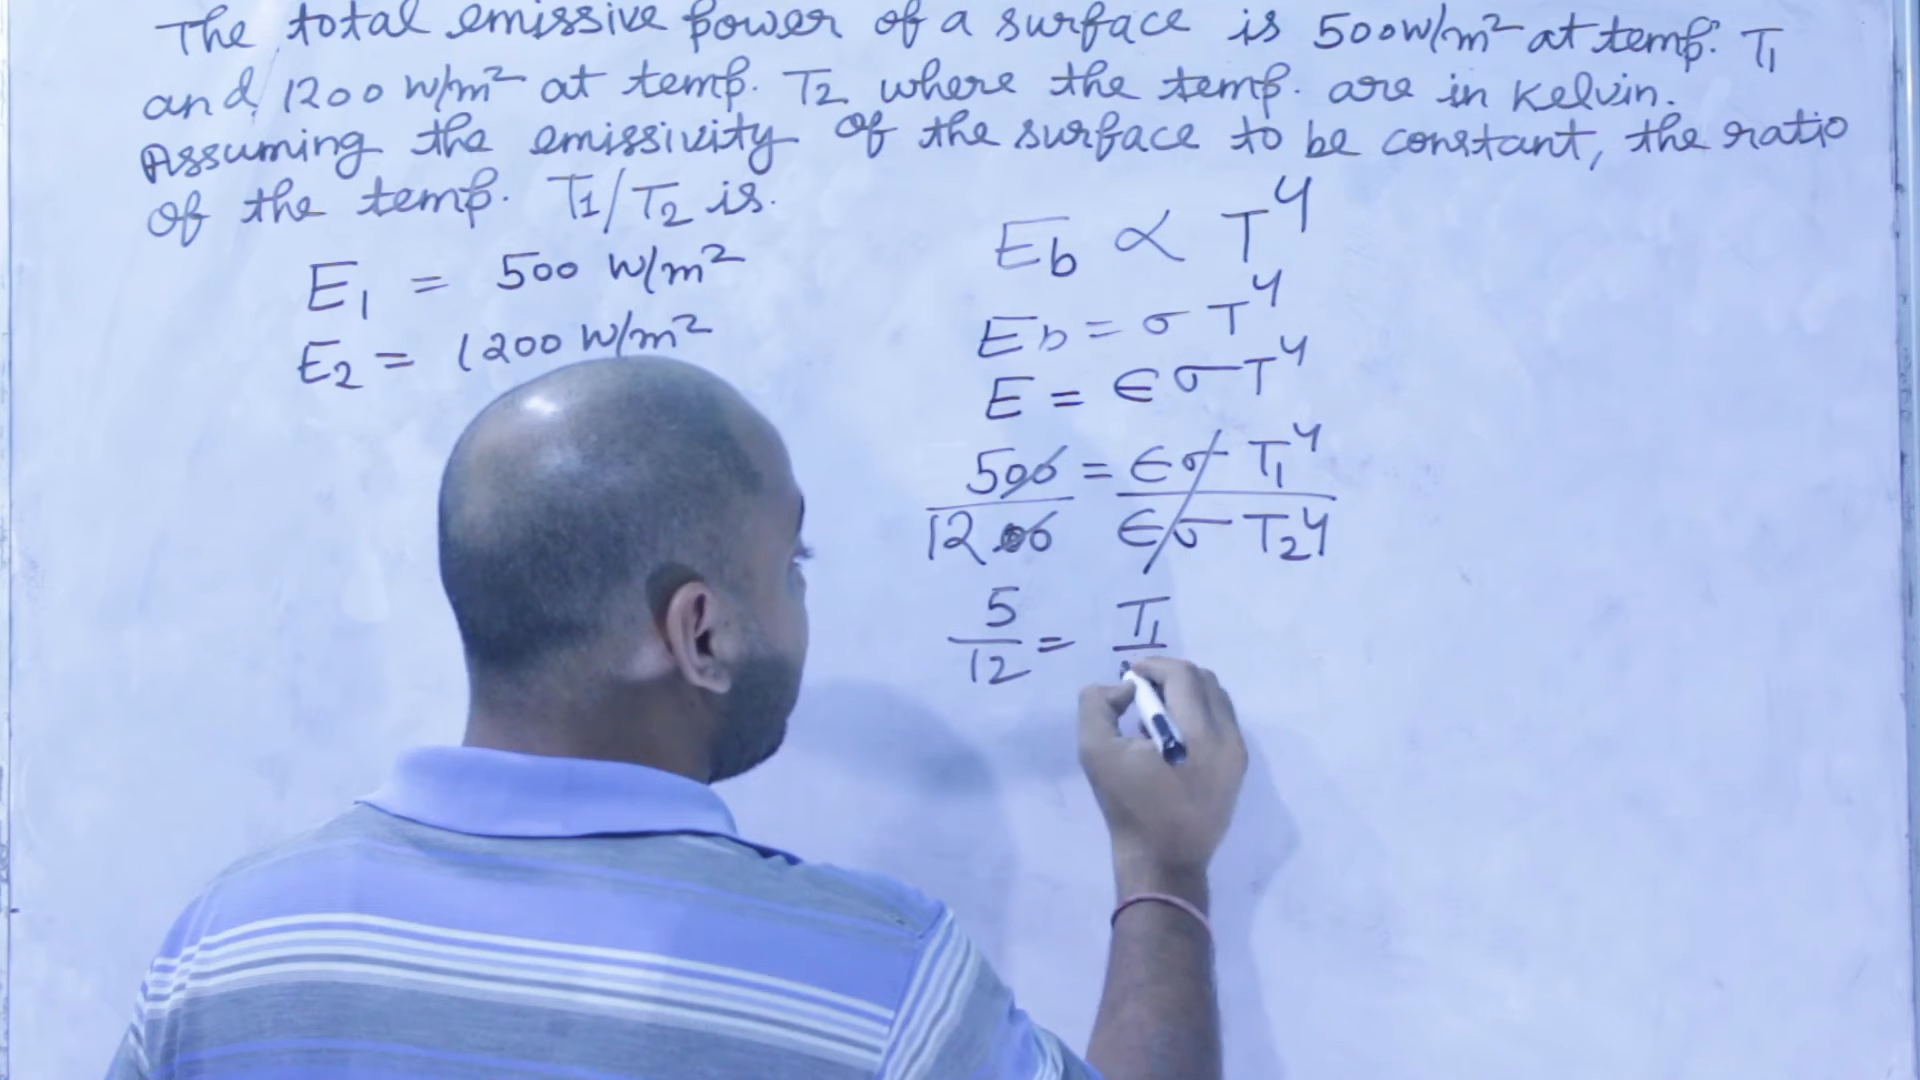 The total emissive power of a surface is 500 W/m² at temp. T1
and 1200 W/m² at temp. T2 where the temp. are in Kelvin.
Assuming the emissivity of the surface to be constant, the ratio
of the temp. T1/T2 is.
E1 = 500 W/m²
E2 = 1200 W/m²
Eb ∝ T⁴
Eb = σ T⁴
E = ϵ σ T⁴
500/1200 = ϵ σ T1⁴/ϵ σ T2⁴
5/12 = T1